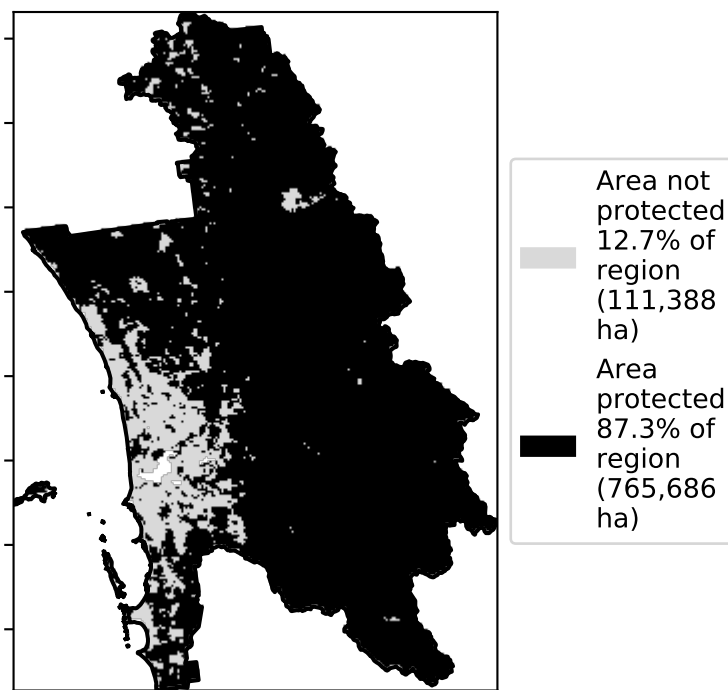 Area not
protected
12.7% of
region
(111,388
ha)
Area
protected
87.3% of
region
(765,686
ha)